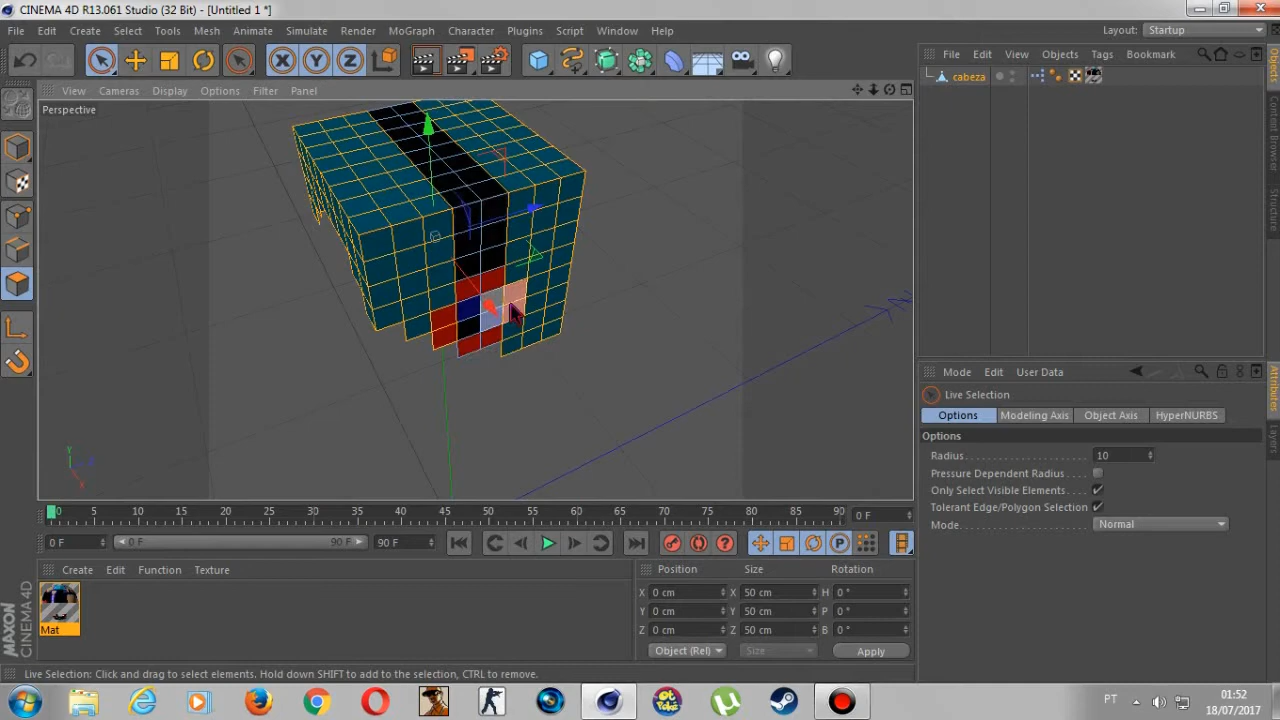 CINEMA 4D R13.061 Studio (32 Bit) - [Untitled 1 *]
File Edit Create Select Tools Mesh Animate Simulate Render MoGraph Character Plugins Script Window Help
Layout: Startup
X Y Z
File Edit View Objects Tags Bookmark
View Cameras Display Options Filter Panel
cabeza
Perspective
Objects
Content Browser
Structure
Mode Edit User Data
Live Selection
Options Modeling Axis Object Axis HyperNURBS
Options
Radius 10
Pressure Dependent Radius
Only Select Visible Elements
Tolerant Edge/Polygon Selection
Mode Normal
Attributes
Layers
Y
0 5 10 15 20 25 30 35 40 45 50 55 60 65 70 75 80 85 90 0 F
0 F 0 F 90 F 90 F
Create Edit Function Texture
Position Size Rotation
X 0 cm X 50 cm H 0 °
Y 0 cm Y 50 cm P 0 °
Z 0 cm Z 50 cm B 0 °
Object (Rel) Size Apply
Mat
MAXON
CINEMA 4D
Live Selection: Click and drag to select elements. Hold down SHIFT to add to the selection, CTRL to remove.
PT
01:52
18/07/2017